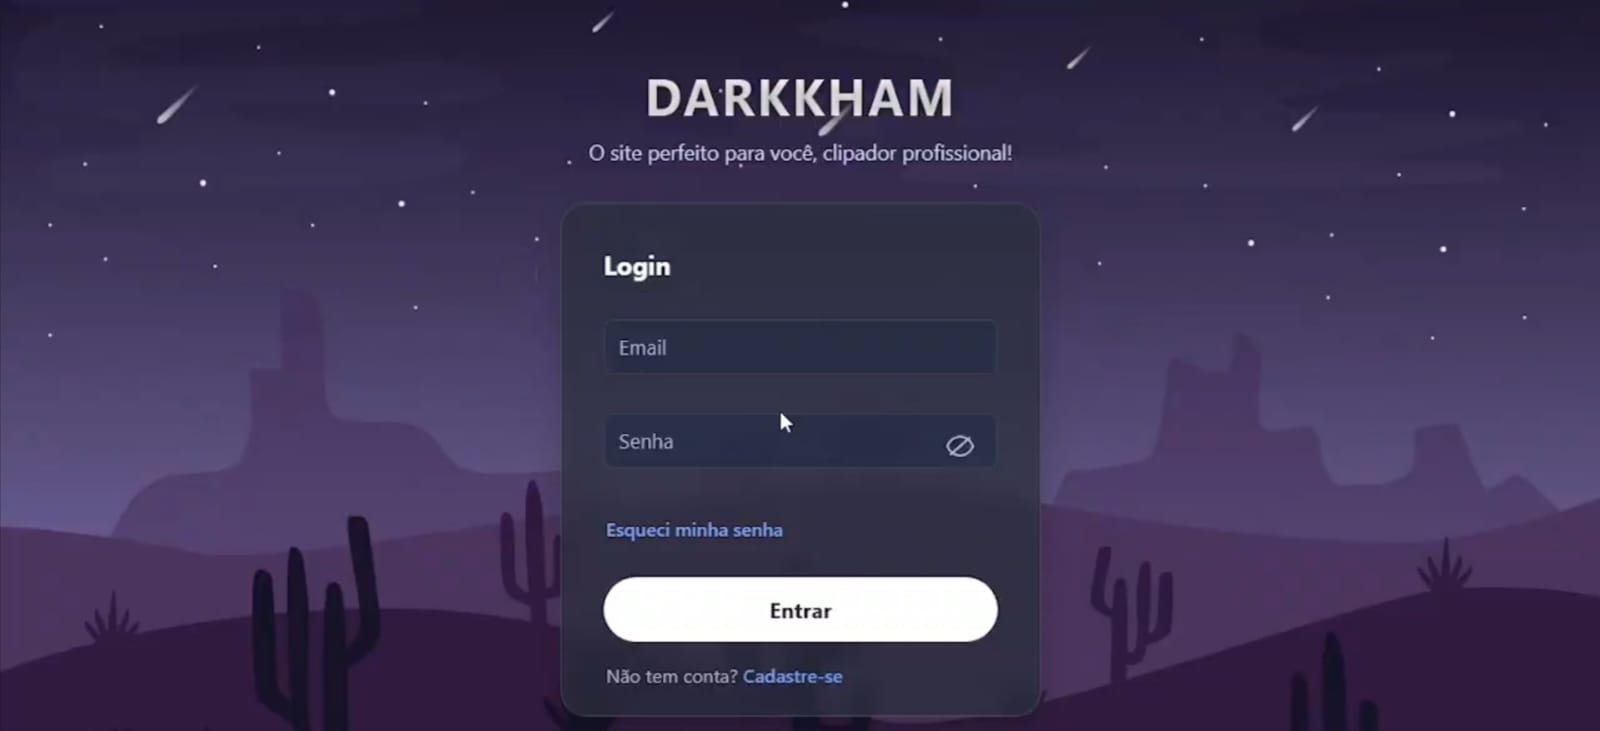 DARKKHAM
O site perfeito para você, clipador profissional!
Login
Email
Senha
Esqueci minha senha
Entrar
Não tem conta? Cadastre-se